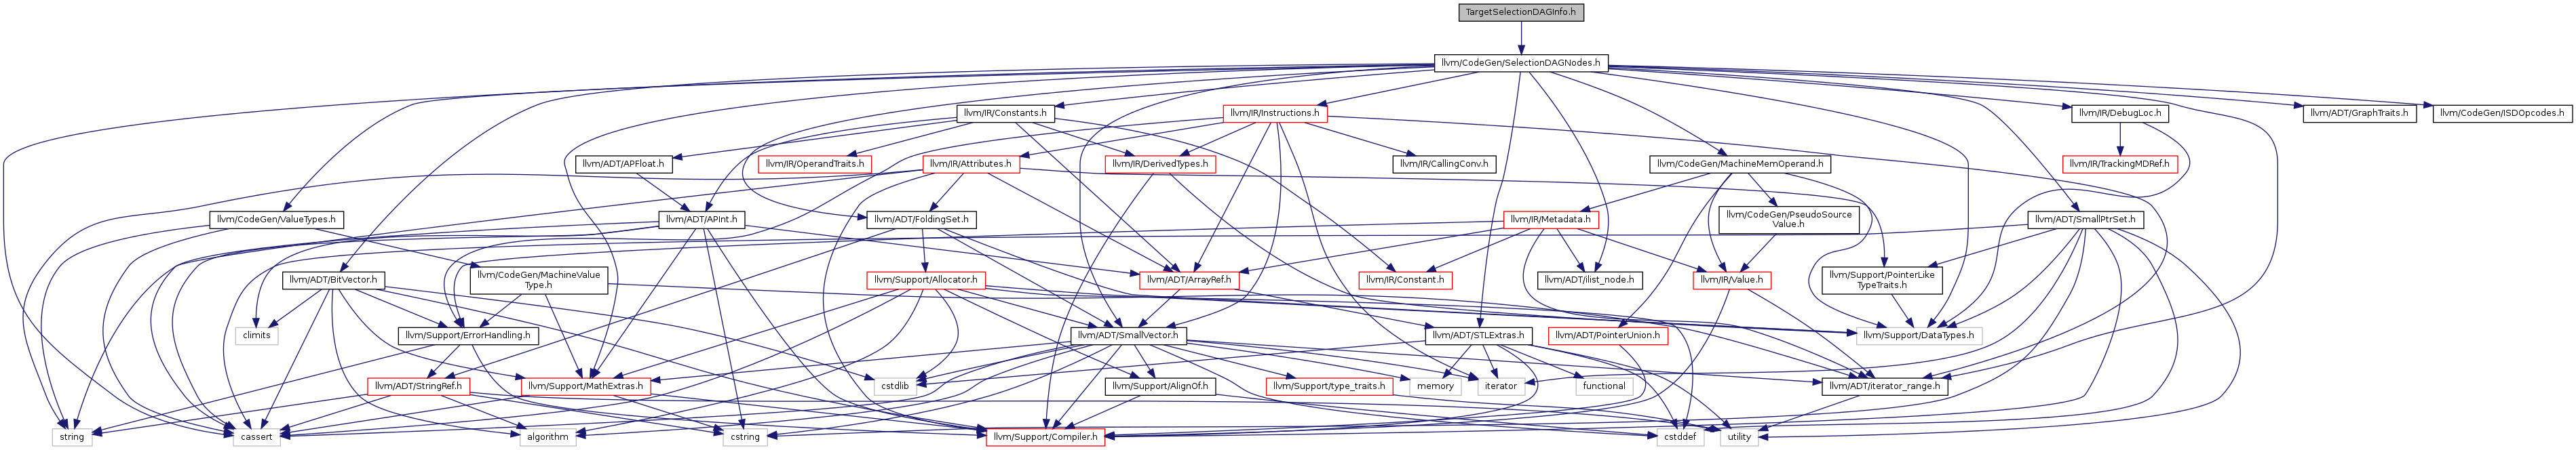 TargetSelectionDAGInfo.h
llvm/CodeGen/SelectionDAGNodes.h
llvm/IR/Constants.h
llvm/IR/Instructions.h
llvm/IR/DebugLoc.h
llvm/ADT/GraphTraits.h
llvm/CodeGen/ISDOpcodes.h
llvm/ADT/APFloat.h
llvm/IR/OperandTraits.h
llvm/IR/Attributes.h
llvm/IR/DerivedTypes.h
llvm/IR/CallingConv.h
llvm/CodeGen/MachineMemOperand.h
llvm/IR/TrackingMDRef.h
llvm/CodeGen/ValueTypes.h
llvm/ADT/APInt.h
llvm/ADT/FoldingSet.h
llvm/IR/Metadata.h
llvm/CodeGen/PseudoSource
Value.h
llvm/ADT/SmallPtrSet.h
llvm/ADT/BitVector.h
llvm/CodeGen/MachineValue
Type.h
llvm/Support/Allocator.h
llvm/ADT/ArrayRef.h
llvm/IR/Constant.h
llvm/ADT/ilist_node.h
llvm/IR/Value.h
llvm/Support/PointerLike
TypeTraits.h
climits
llvm/Support/ErrorHandling.h
llvm/ADT/SmallVector.h
llvm/ADT/STLExtras.h
llvm/ADT/PointerUnion.h
llvm/Support/DataTypes.h
llvm/ADT/StringRef.h
llvm/Support/MathExtras.h
cstdlib
llvm/Support/AlignOf.h
llvm/Support/type_traits.h
memory
iterator
functional
llvm/ADT/iterator_range.h
string
cassert
algorithm
cstring
llvm/Support/Compiler.h
cstddef
utility